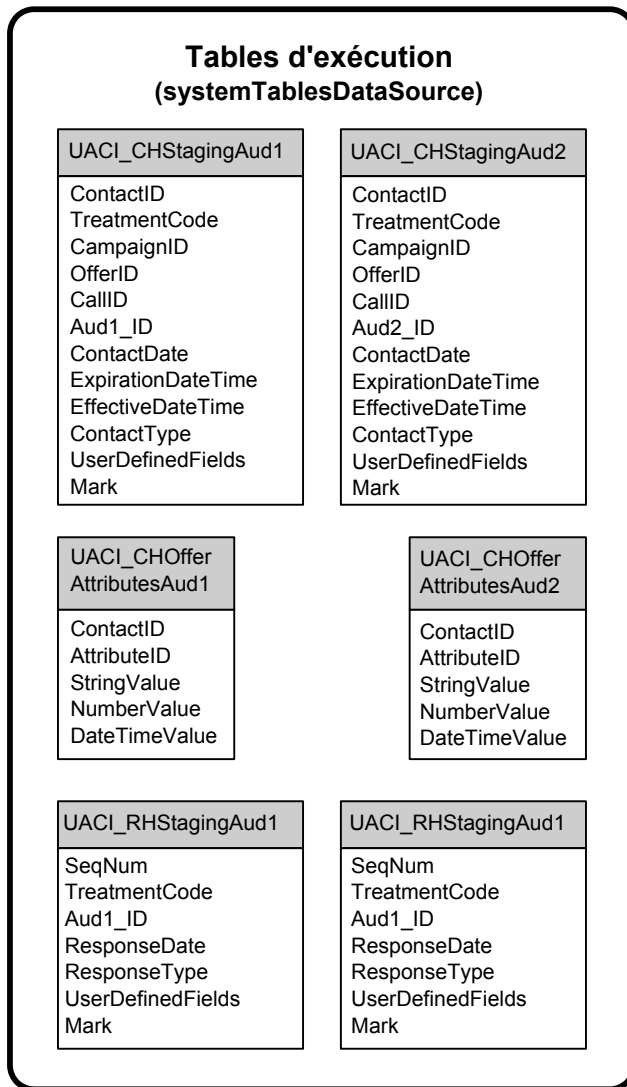 Tables d'exécution
(systemTablesDataSource)
UACI_CHStagingAud1
ContactID
TreatmentCode
CampaignID
OfferID
CallID
Aud1_ID
ContactDate
ExpirationDateTime
EffectiveDateTime
ContactType
UserDefinedFields
Mark
UACI_CHStagingAud2
ContactID
TreatmentCode
CampaignID
OfferID
CallID
Aud2_ID
ContactDate
ExpirationDateTime
EffectiveDateTime
ContactType
UserDefinedFields
Mark
UACI_CHOffer
AttributesAud1
ContactID
AttributeID
StringValue
NumberValue
DateTimeValue
UACI_CHOffer
AttributesAud2
ContactID
AttributeID
StringValue
NumberValue
DateTimeValue
UACI_RHStagingAud1
SeqNum
TreatmentCode
Aud1_ID
ResponseDate
ResponseType
UserDefinedFields
Mark
UACI_RHStagingAud1
SeqNum
TreatmentCode
Aud1_ID
ResponseDate
ResponseType
UserDefinedFields
Mark